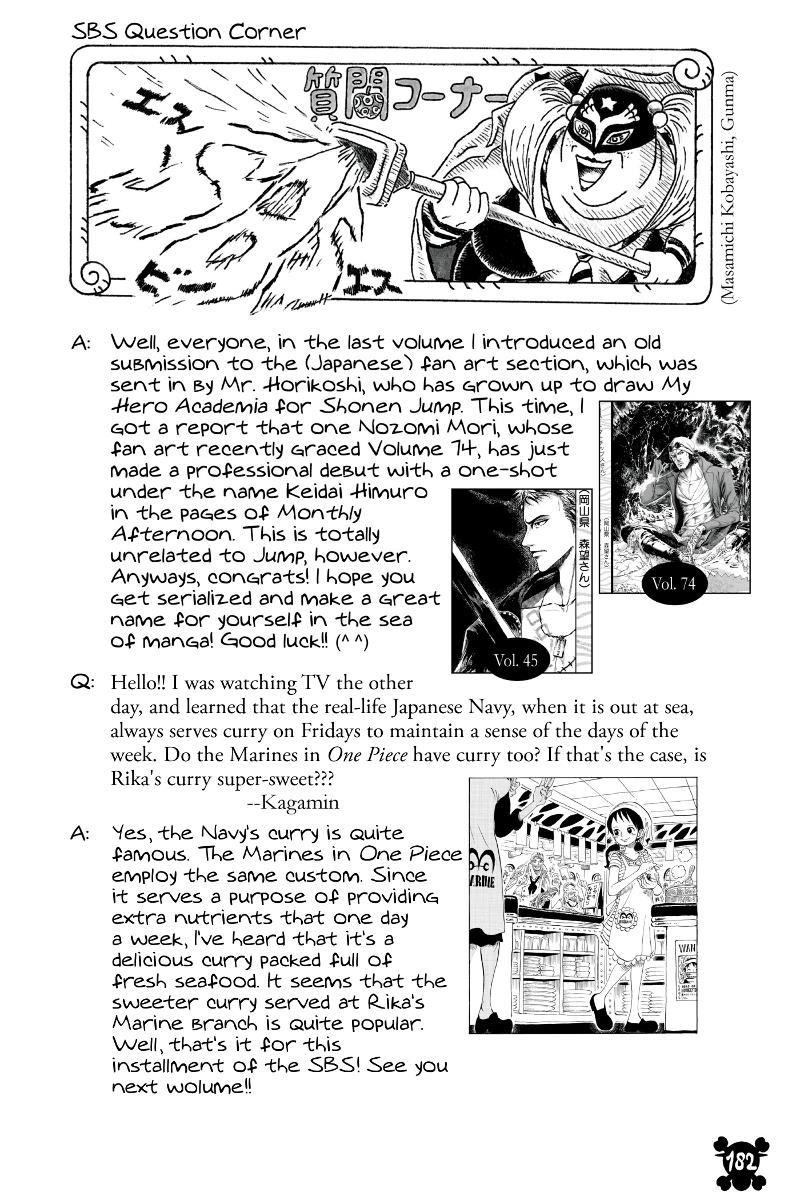 SBS Question Corner
質問コーナー
エス
ビー
エス
(Masamichi Kobayashi, Gunma)
A: Well, everyone, in the last volume I introduced an old
submission to the (Japanese) fan art section, which was
sent in by Mr. Horikoshi, who has grown up to draw My
Hero Academia for Shonen Jump. This time, I
got a report that one Nozomi Mori, whose
fan art recently graced Volume 74, has just
made a professional debut with a one-shot
under the name Keidai Himuro
in the pages of Monthly
Afternoon. This is totally
unrelated to Jump, however.
Anyways, congrats! I hope you
get serialized and make a great
name for yourself in the sea
of manga! Good luck!! (^ ^)
(岡山県 森望さん)
Vol. 45
(岡山県 森望さん)
Vol. 74
Q: Hello!! I was watching TV the other
day, and learned that the real-life Japanese Navy, when it is out at sea,
always serves curry on Fridays to maintain a sense of the days of the
week. Do the Marines in One Piece have curry too? If that's the case, is
Rika's curry super-sweet???
--Kagamin
A: Yes, the Navy's curry is quite
famous. The Marines in One Piece
employ the same custom. Since
it serves a purpose of providing
extra nutrients that one day
a week, I've heard that it's a
delicious curry packed full of
fresh seafood. It seems that the
sweeter curry served at Rika's
Marine Branch is quite popular.
Well, that's it for this
installment of the SBS! See you
next wolume!!
ARINE
WAN
182